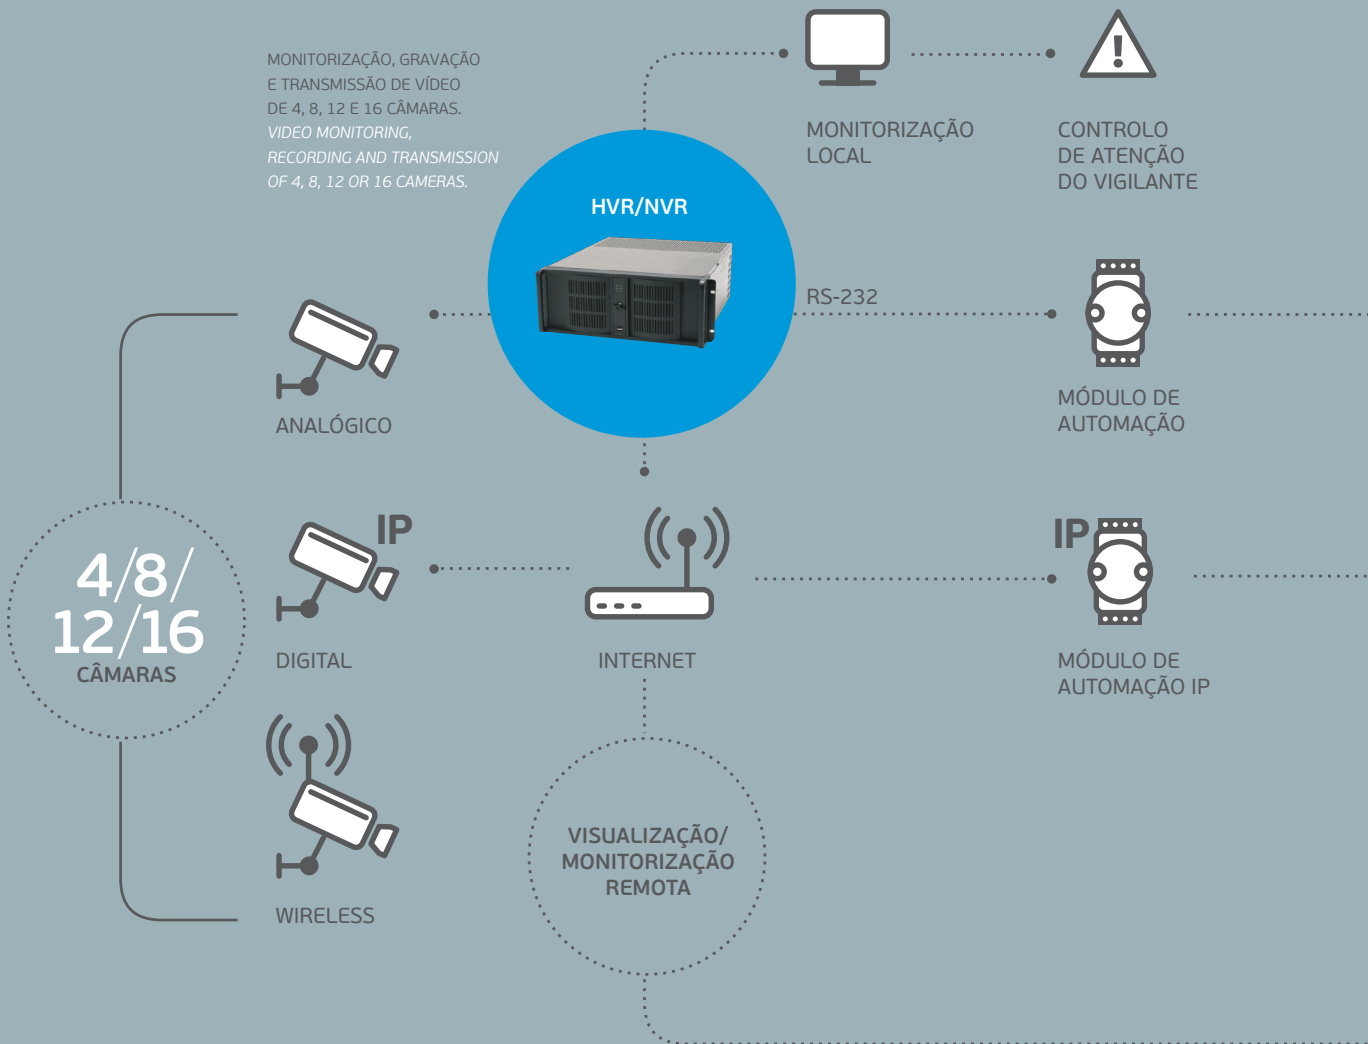 MONITORIZAÇÃO, GRAVAÇÃO
E TRANSMISSÃO DE VÍDEO
DE 4, 8, 12 E 16 CÂMARAS.
VIDEO MONITORING,
RECORDING AND TRANSMISSION
OF 4, 8, 12 OR 16 CAMERAS.
HVR/NVR
MONITORIZAÇÃO
LOCAL
CONTROLO
DE ATENÇÃO
DO VIGILANTE
RS-232
ANALÓGICO
MÓDULO DE
AUTOMAÇÃO
4/8/
12/16
CÂMARAS
IP
DIGITAL
INTERNET
IP
MÓDULO DE
AUTOMAÇÃO IP
WIRELESS
VISUALIZAÇÃO/
MONITORIZAÇÃO
REMOTA